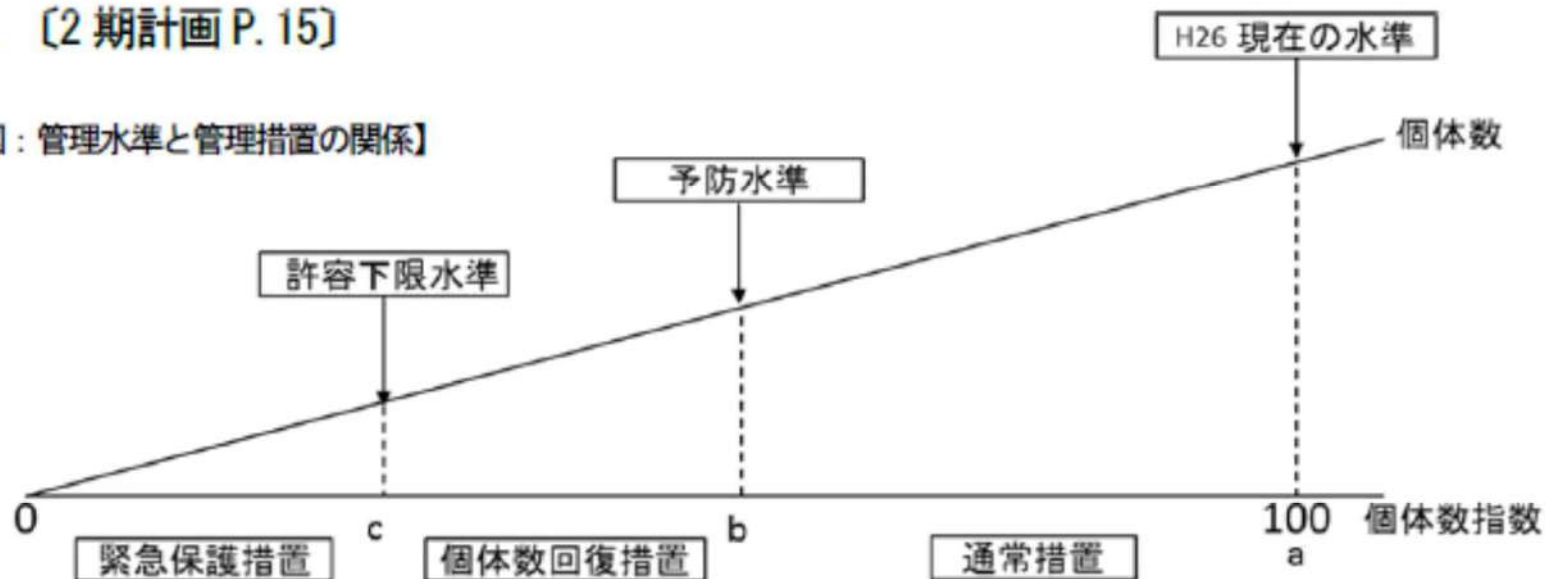 〔2 期計画 P. 15〕
H26 現在の水準
：管理水準と管理措置の関係】
個体数
予防水準
許容下限水準
0
c
b
100
個体数指数
a
緊急保護措置
個体数回復措置
通常措置